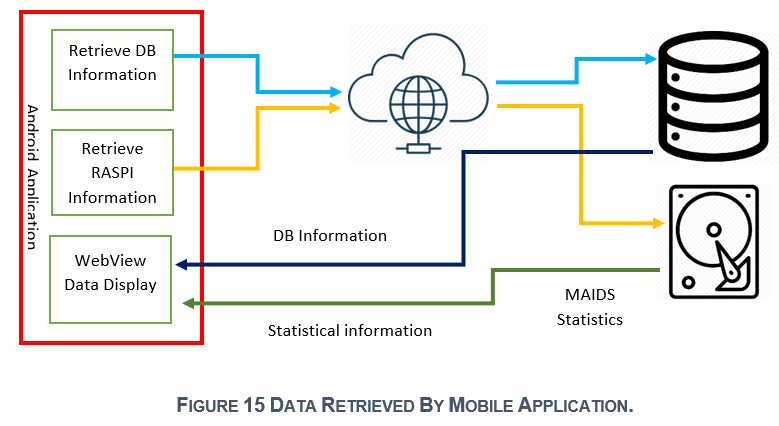 Retrieve DB
Information
Android Application
Retrieve
RASPI
Information
WebView
Data Display
DB Information
Statistical information
MAIDS
Statistics
FIGURE 15 DATA RETRIEVED BY MOBILE APPLICATION.